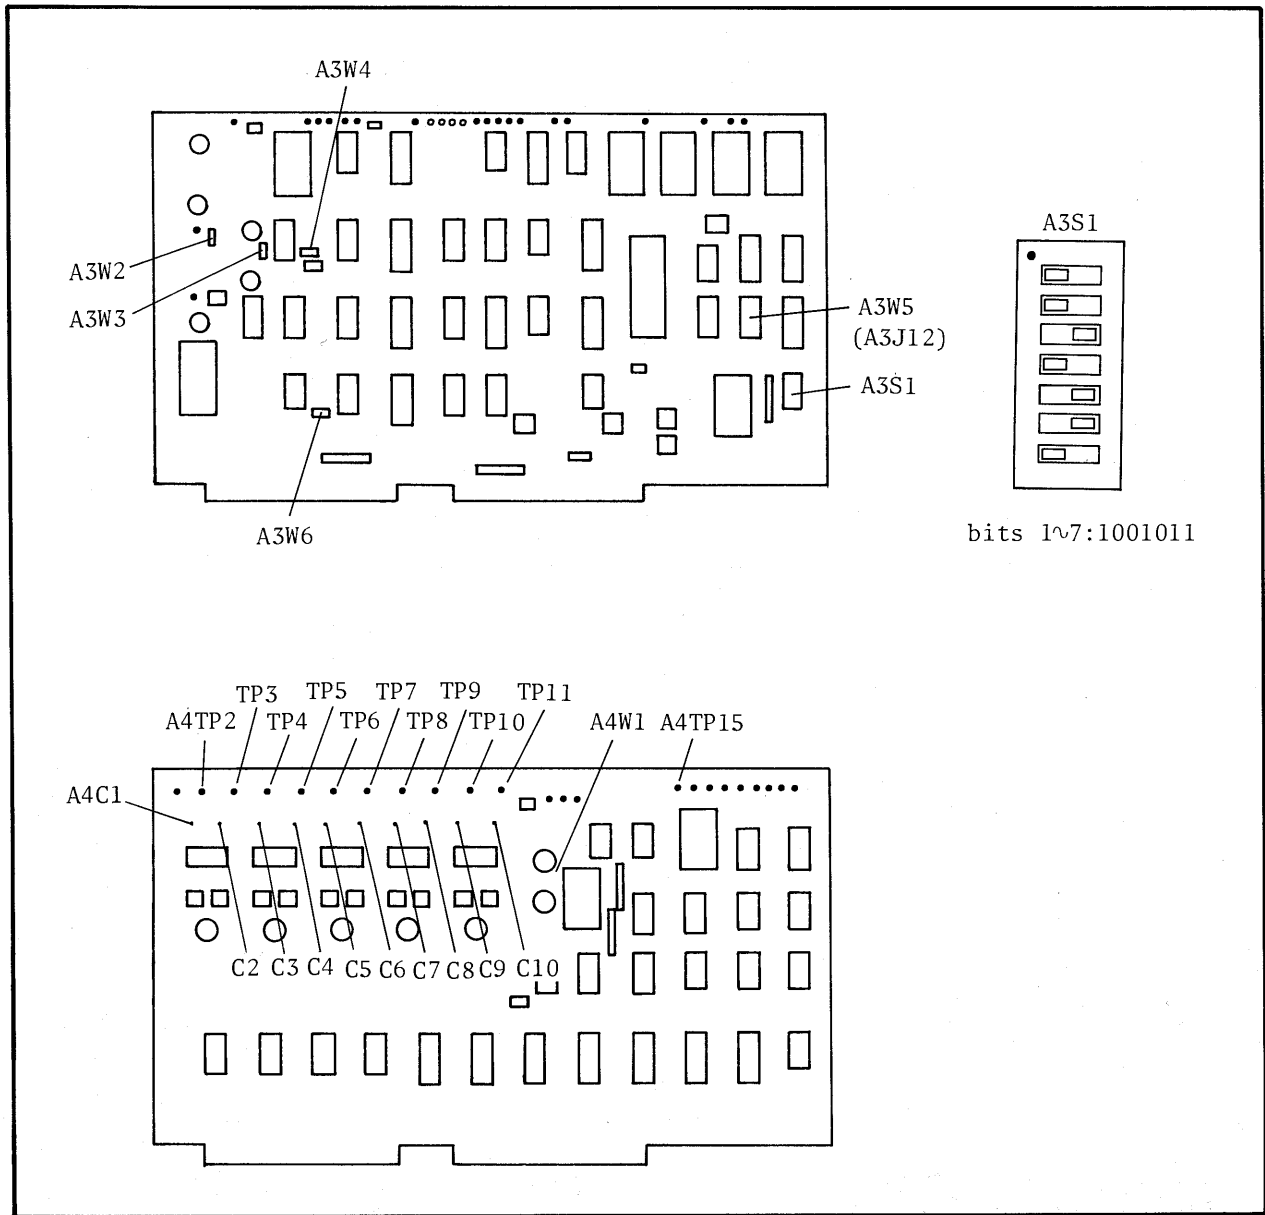 A3W4
A3S1
A3W2
A3W3
A3W5
(A3J12)
A3S1
A3W6
bits 1∿7:1001011
TP3 TP5 TP7 TP9 TP11
A4TP2 TP4 TP6 TP8 TP10 A4W1 A4TP15
A4C1
C2 C3 C4 C5 C6 C7 C8 C9 C10